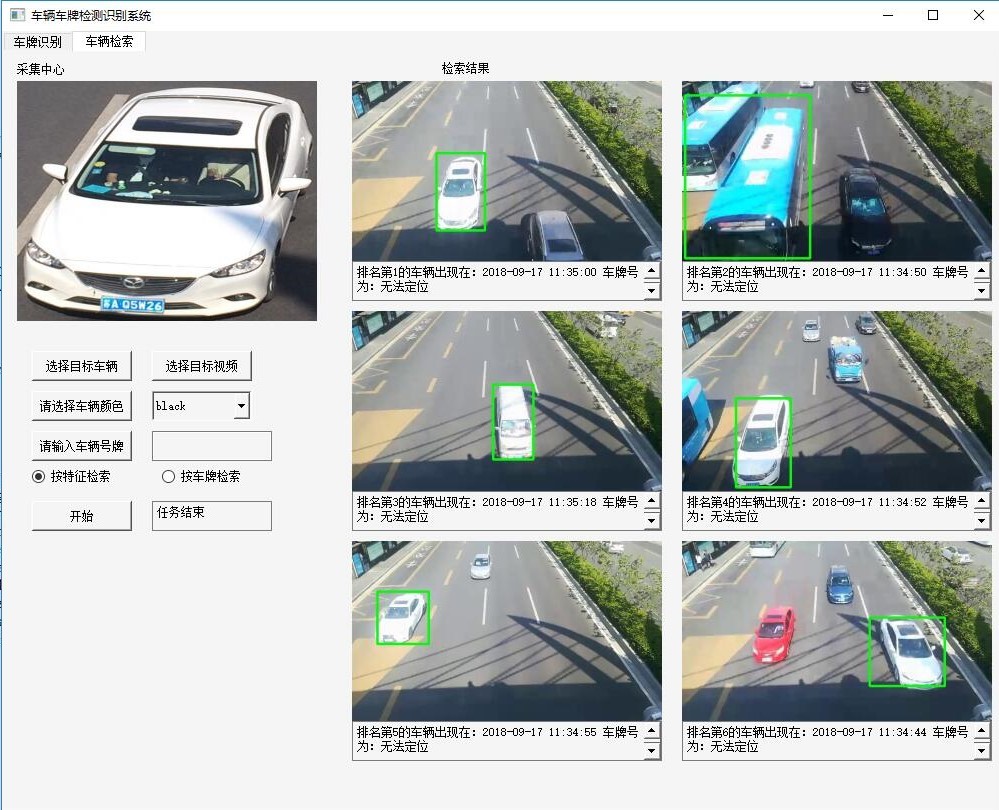 车辆车牌检测识别系统
车牌识别
车辆检索
采集中心
检索结果
苏A Q5W26
选择目标车辆
选择目标视频
请选择车辆颜色
black
请输入车辆号牌
按特征检索
按车牌检索
开始
任务结束
排名第1的车辆出现在：2018-09-17 11:35:00 车牌号
为：无法定位
排名第2的车辆出现在：2018-09-17 11:34:50 车牌号
为：无法定位
排名第3的车辆出现在：2018-09-17 11:35:18 车牌号
为：无法定位
排名第4的车辆出现在：2018-09-17 11:34:52 车牌号
为：无法定位
排名第5的车辆出现在：2018-09-17 11:34:55 车牌号
为：无法定位
排名第6的车辆出现在：2018-09-17 11:34:44 车牌号
为：无法定位